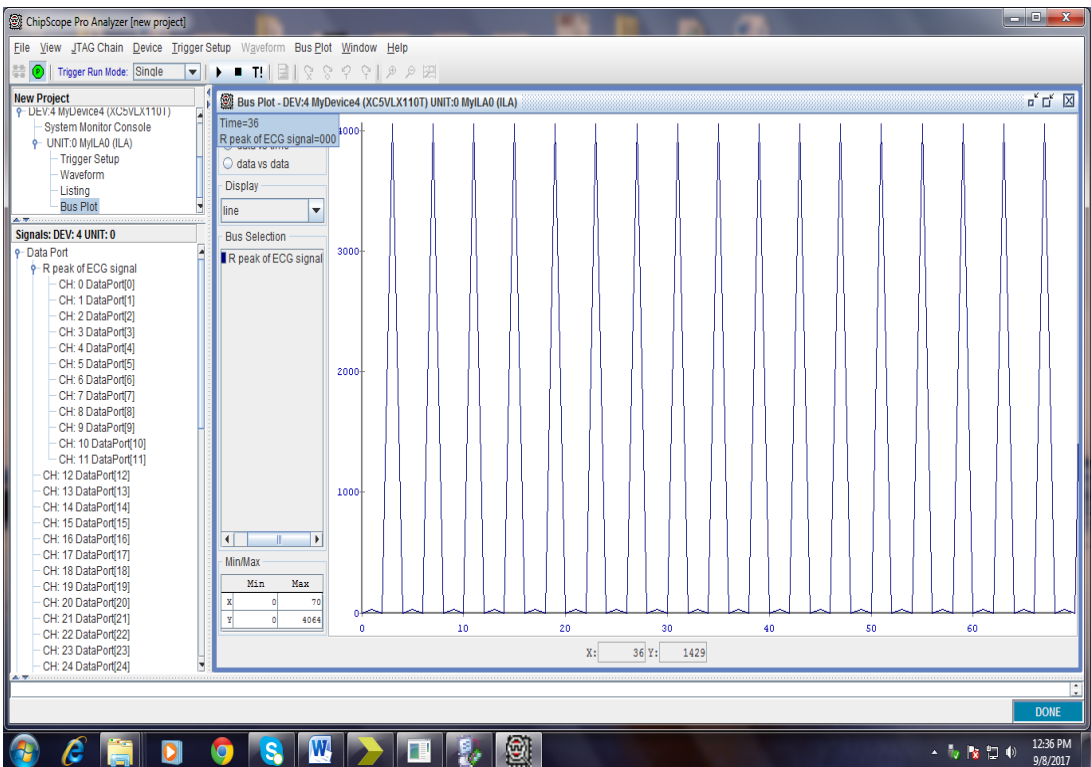 ChipScope Pro Analyzer [new project]
File View JTAG Chain Device Trigger Setup Waveform Bus Plot Window Help
Trigger Run Mode: Single T!
New Project
DEV:4 MyDevice4 (XC5VLX110T)
System Monitor Console
UNIT:0 MyILA0 (ILA)
Trigger Setup
Waveform
Listing
Bus Plot
Signals: DEV: 4 UNIT: 0
Data Port
R peak of ECG signal
CH: 0 DataPort[0]
CH: 1 DataPort[1]
CH: 2 DataPort[2]
CH: 3 DataPort[3]
CH: 4 DataPort[4]
CH: 5 DataPort[5]
CH: 6 DataPort[6]
CH: 7 DataPort[7]
CH: 8 DataPort[8]
CH: 9 DataPort[9]
CH: 10 DataPort[10]
CH: 11 DataPort[11]
CH: 12 DataPort[12]
CH: 13 DataPort[13]
CH: 14 DataPort[14]
CH: 15 DataPort[15]
CH: 16 DataPort[16]
CH: 17 DataPort[17]
CH: 18 DataPort[18]
CH: 19 DataPort[19]
CH: 20 DataPort[20]
CH: 21 DataPort[21]
CH: 22 DataPort[22]
CH: 23 DataPort[23]
CH: 24 DataPort[24]
Bus Plot - DEV:4 MyDevice4 (XC5VLX110T) UNIT:0 MyILA0 (ILA)
Time=36
R peak of ECG signal=000
data vs time
data vs data
Display
line
Bus Selection
R peak of ECG signal
Min/Max
Min Max
X 0 70
Y 0 4064
4000
3000
2000
1000
0
0 10 20 30 40 50 60
X: 36 Y: 1429
DONE
12:36 PM
9/8/2017